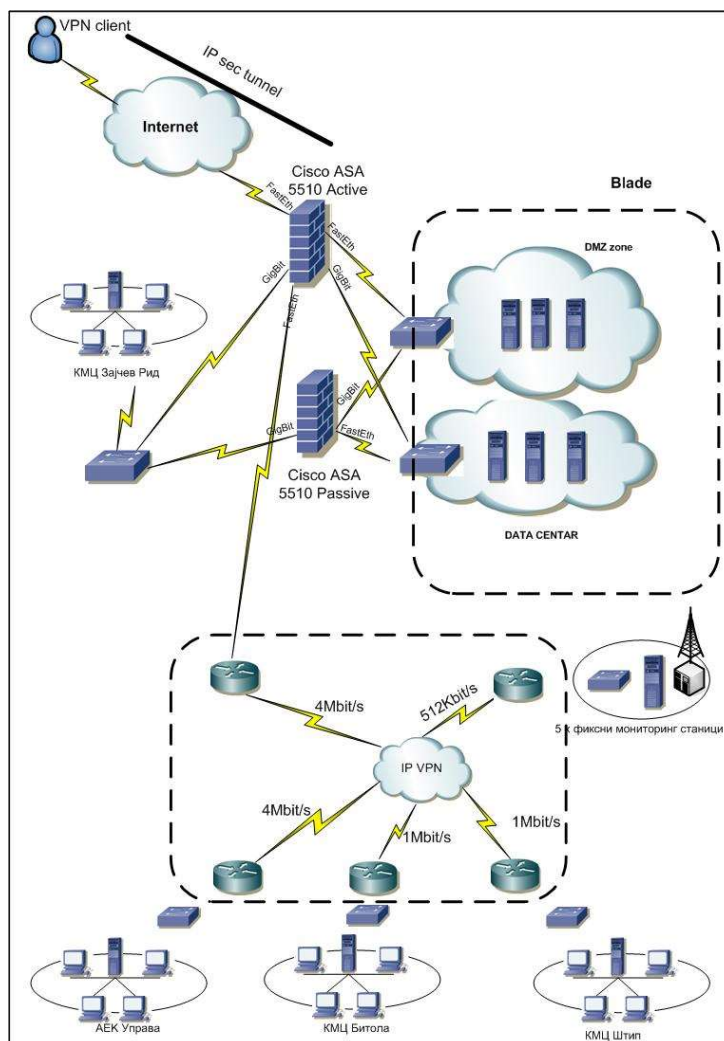 VPN client
IP sec tunnel
Internet
Cisco ASA
5510 Active
FastEth
Blade
FastEth
DMZ zone
GigBit
GigBit
FastEth
КМЦ Зајчев Рид
GigBit
GigBit
FastEth
Cisco ASA
5510 Passive
DATA CENTAR
4Mbit/s
512Kbit/s
5 x фиксни мониторинг станици
IP VPN
4Mbit/s
1Mbit/s
1Mbit/s
АЕК Управа
КМЦ Битола
КМЦ Штип